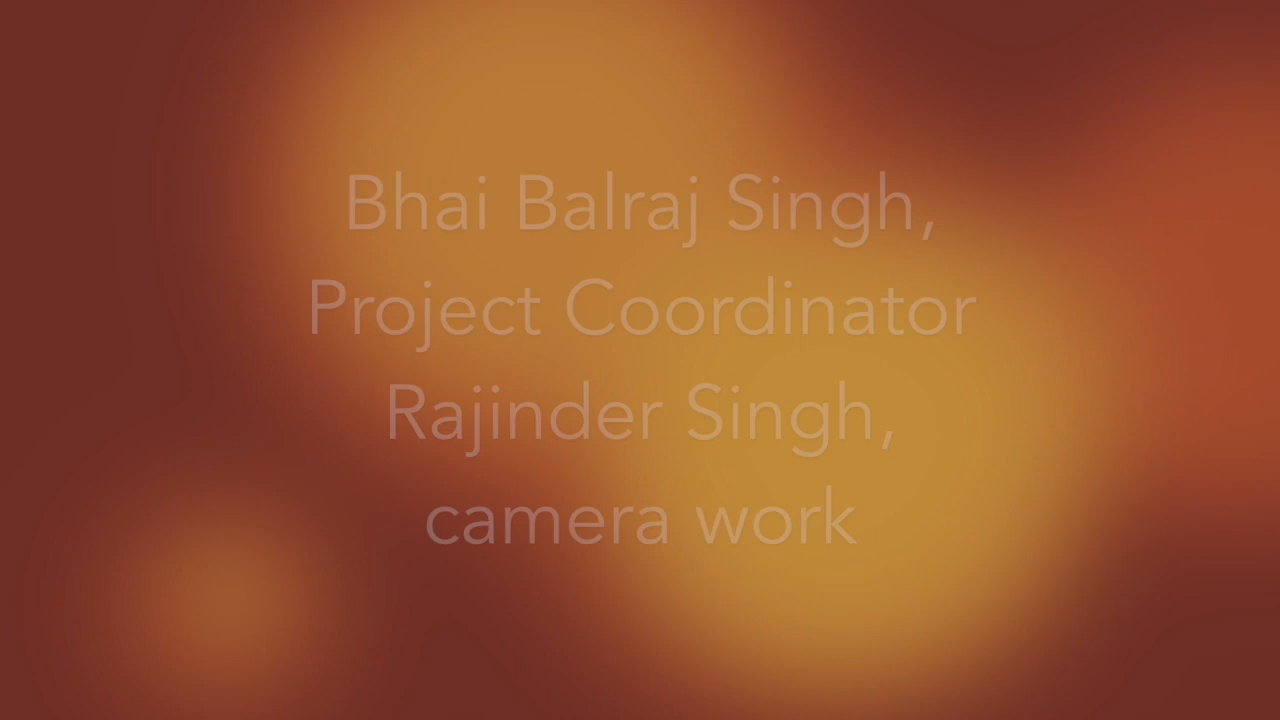 Bhai Balraj Singh,
Project Coordinator
Rajinder Singh,
camera work